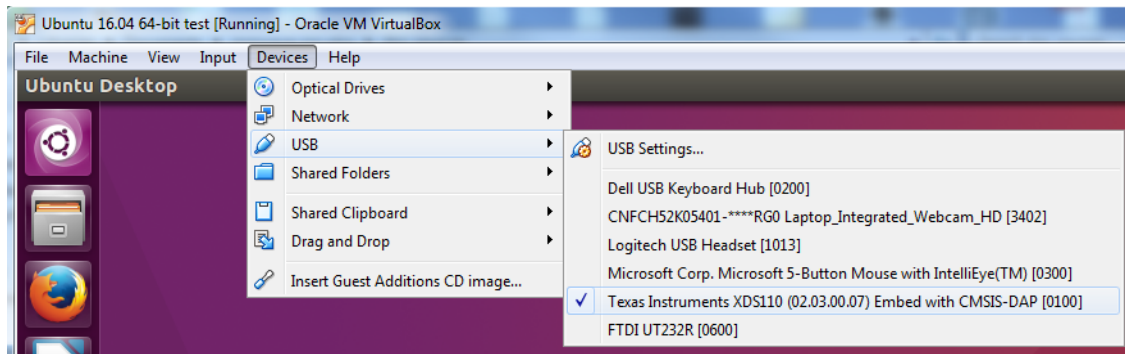 Ubuntu 16.04 64-bit test [Running] - Oracle VM VirtualBox
File Machine View Input Devices Help
Ubuntu Desktop
Optical Drives
Network
USB
Shared Folders
Shared Clipboard
Drag and Drop
Insert Guest Additions CD image...
USB Settings...
Dell USB Keyboard Hub [0200]
CNFCH52K05401-****RG0 Laptop_Integrated_Webcam_HD [3402]
Logitech USB Headset [1013]
Microsoft Corp. Microsoft 5-Button Mouse with IntelliEye(TM) [0300]
Texas Instruments XDS110 (02.03.00.07) Embed with CMSIS-DAP [0100]
FTDI UT232R [0600]